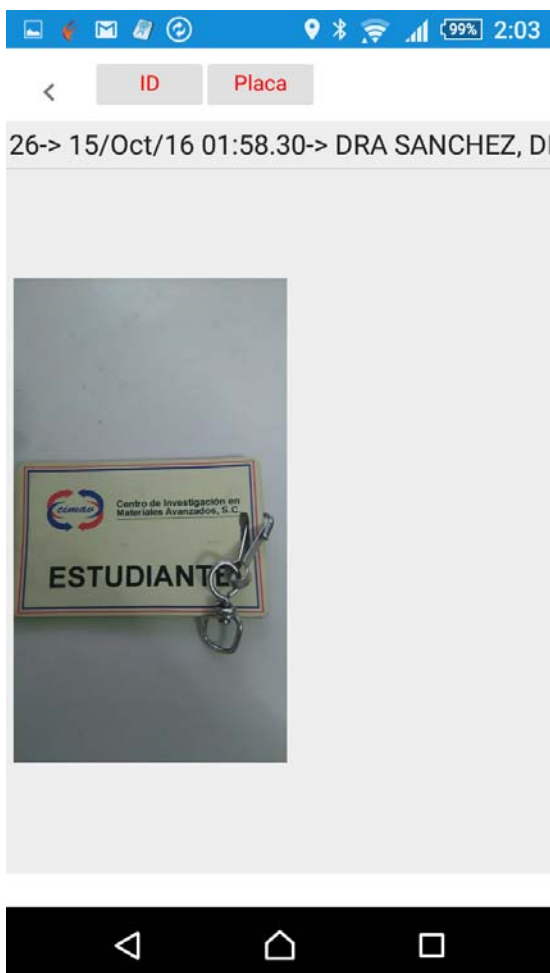 99% 2:03
ID Placa
26-> 15/Oct/16 01:58.30-> DRA SANCHEZ, DI
cimav
Centro de Investigación en
Materiales Avanzados, S.C.
ESTUDIANTE